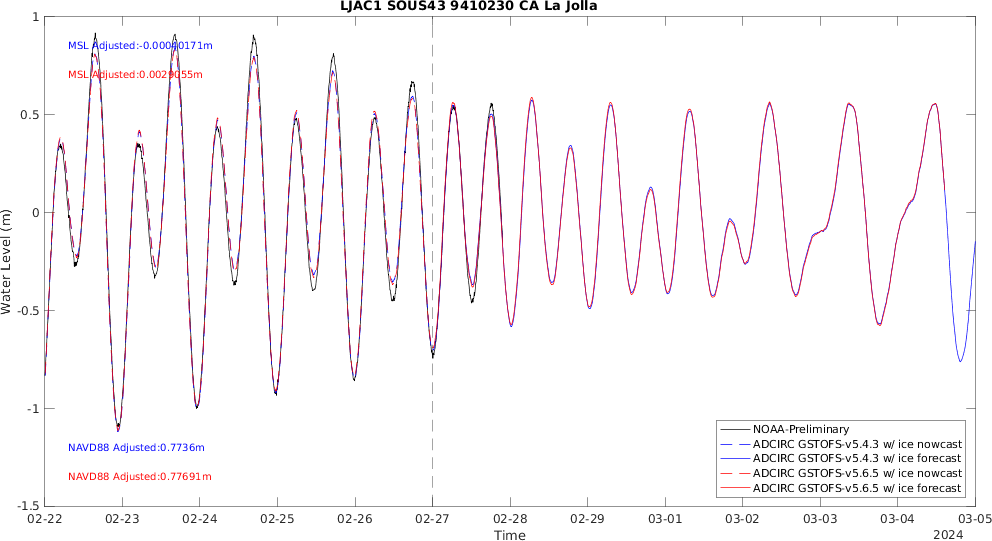 LJAC1 SOUS43 9410230 CA La Jolla
1
MSL Adjusted:-0.00040171m
MSL Adjusted:0.0029055m
0.5
0
-0.5
-1
-1.5
Water Level (m)
NAVD88 Adjusted:0.7736m
NAVD88 Adjusted:0.77691m
NOAA-Preliminary
ADCIRC GSTOFS-v5.4.3 w/ ice nowcast
ADCIRC GSTOFS-v5.4.3 w/ ice forecast
ADCIRC GSTOFS-v5.6.5 w/ ice nowcast
ADCIRC GSTOFS-v5.6.5 w/ ice forecast
02-22 02-23 02-24 02-25 02-26 02-27 02-28 02-29 03-01 03-02 03-03 03-04 03-05
Time
2024